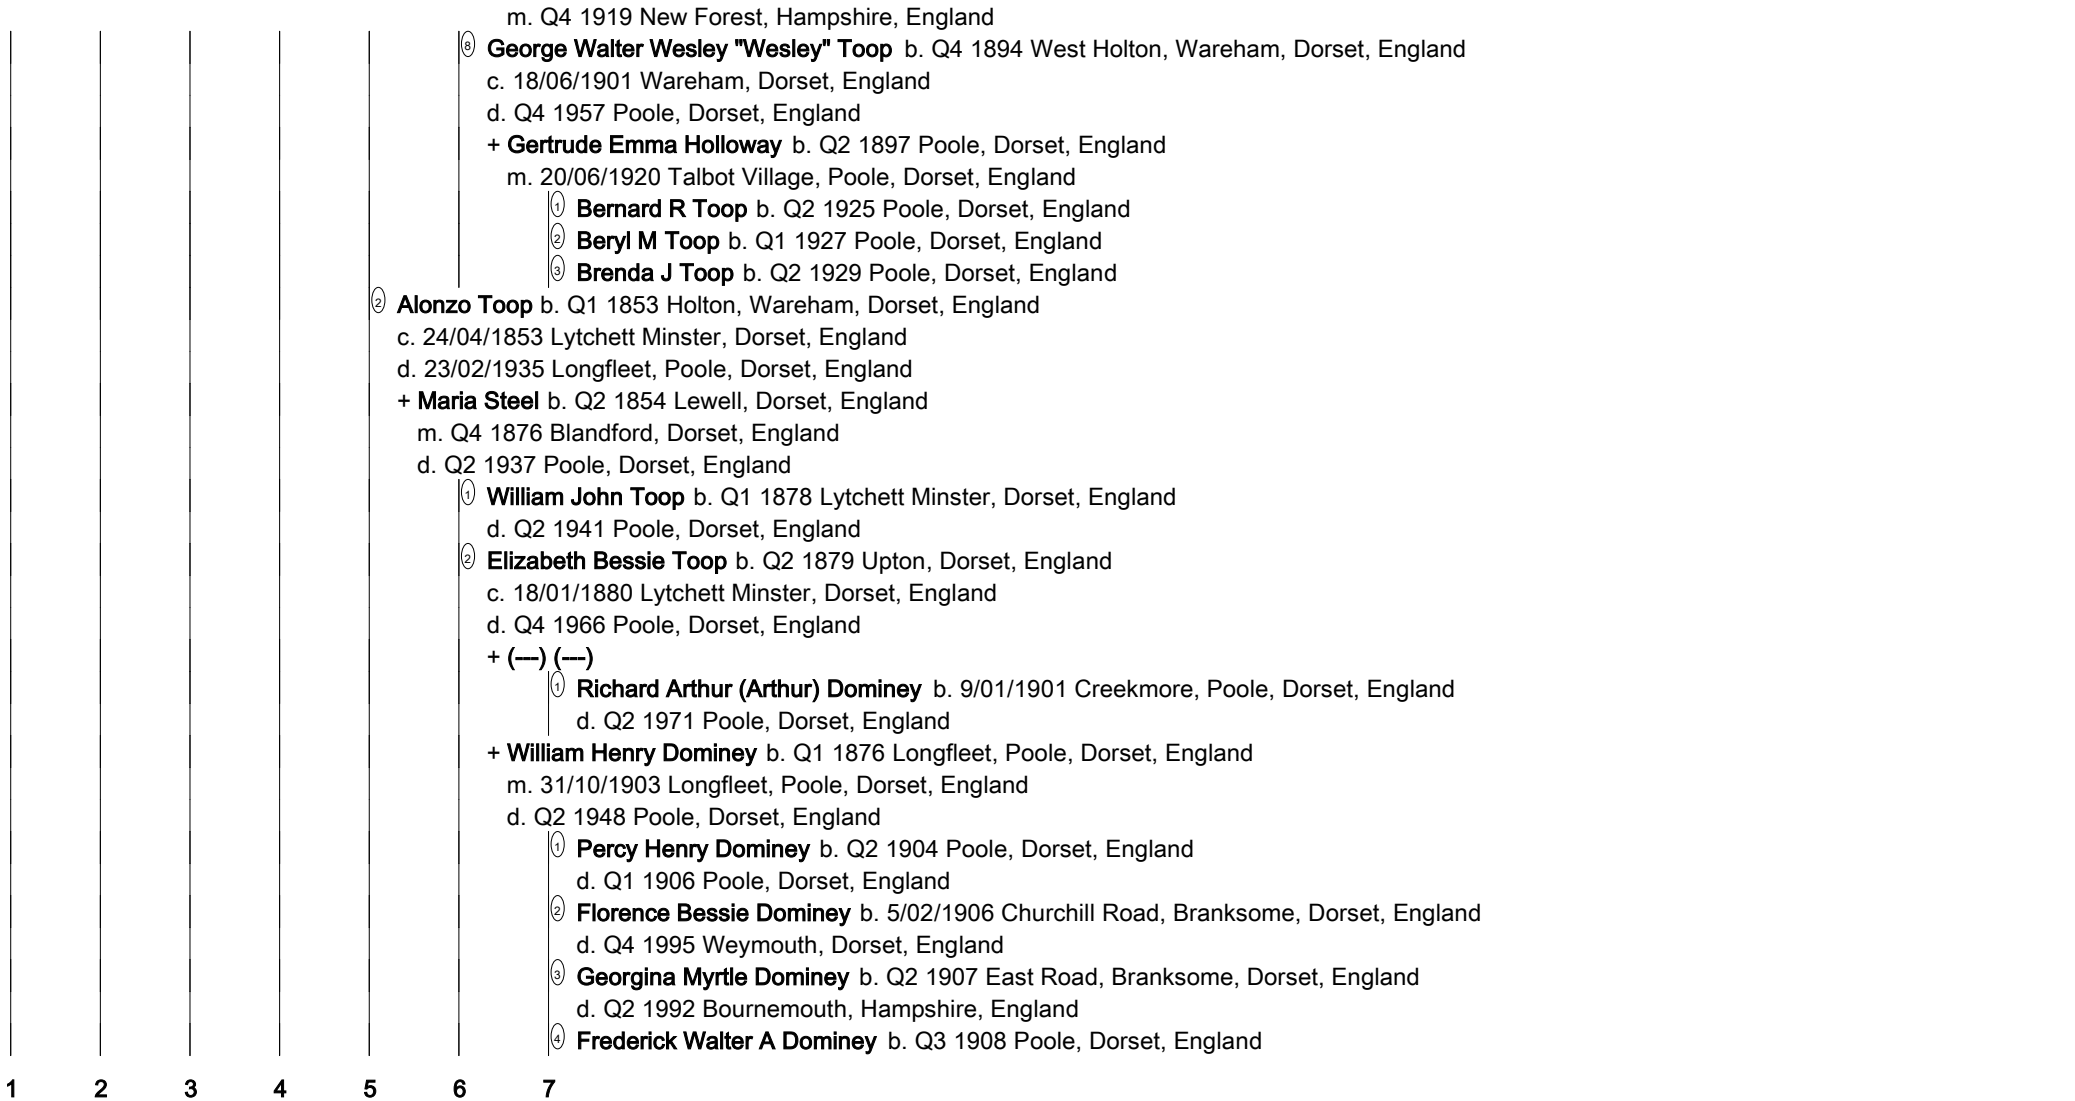 m. Q4 1919 New Forest, Hampshire, England
8 George Walter Wesley "Wesley" Toop b. Q4 1894 West Holton, Wareham, Dorset, England
c. 18/06/1901 Wareham, Dorset, England
d. Q4 1957 Poole, Dorset, England
+ Gertrude Emma Holloway b. Q2 1897 Poole, Dorset, England
m. 20/06/1920 Talbot Village, Poole, Dorset, England
1 Bernard R Toop b. Q2 1925 Poole, Dorset, England
2 Beryl M Toop b. Q1 1927 Poole, Dorset, England
3 Brenda J Toop b. Q2 1929 Poole, Dorset, England
2 Alonzo Toop b. Q1 1853 Holton, Wareham, Dorset, England
c. 24/04/1853 Lytchett Minster, Dorset, England
d. 23/02/1935 Longfleet, Poole, Dorset, England
+ Maria Steel b. Q2 1854 Lewell, Dorset, England
m. Q4 1876 Blandford, Dorset, England
d. Q2 1937 Poole, Dorset, England
1 William John Toop b. Q1 1878 Lytchett Minster, Dorset, England
d. Q2 1941 Poole, Dorset, England
2 Elizabeth Bessie Toop b. Q2 1879 Upton, Dorset, England
c. 18/01/1880 Lytchett Minster, Dorset, England
d. Q4 1966 Poole, Dorset, England
+ (---) (---)
1 Richard Arthur (Arthur) Dominey b. 9/01/1901 Creekmore, Poole, Dorset, England
d. Q2 1971 Poole, Dorset, England
+ William Henry Dominey b. Q1 1876 Longfleet, Poole, Dorset, England
m. 31/10/1903 Longfleet, Poole, Dorset, England
d. Q2 1948 Poole, Dorset, England
1 Percy Henry Dominey b. Q2 1904 Poole, Dorset, England
d. Q1 1906 Poole, Dorset, England
2 Florence Bessie Dominey b. 5/02/1906 Churchill Road, Branksome, Dorset, England
d. Q4 1995 Weymouth, Dorset, England
3 Georgina Myrtle Dominey b. Q2 1907 East Road, Branksome, Dorset, England
d. Q2 1992 Bournemouth, Hampshire, England
4 Frederick Walter A Dominey b. Q3 1908 Poole, Dorset, England
1 2 3 4 5 6 7